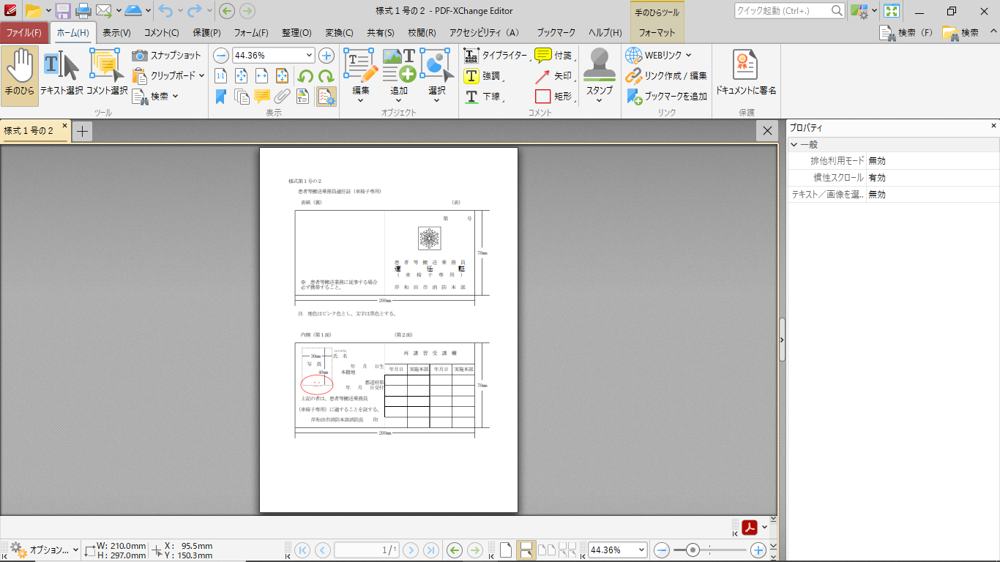 様式１号の２ - PDF-XChange Editor
手のひらツール
クイック起動 (Ctrl+.)
ファイル(F)
ホーム(H)
表示(V)
コメント(C)
保護(P)
フォーム(F)
整理(O)
変換(C)
共有(S)
校閲(R)
アクセシビリティ（A）
ブックマーク
ヘルプ(H)
フォーマット
検索（F）
検索
手のひら
テキスト選択
コメント選択
スナップショット
クリップボード
検索
ツール
44.36%
1:1
表示
編集
追加
選択
オブジェクト
タイプライター
付箋
強調
矢印
下線
矩形
スタンプ
コメント
WEBリンク
リンク作成 / 編集
ブックマークを追加
リンク
ドキュメントに署名
保護
様式１号の２
プロパティ
一般
排他利用モード 無効
慣性スクロール 有効
テキスト／画像を選.. 無効
様式第１号の２
患者等搬送乗務員適任証（車椅子専用）
表紙（裏） （表）
第 号
患者等搬送乗務員
適任証
（車椅子専用）
岸和田市消防本部
※ 患者等搬送業務に従事する場合
必ず携帯すること。
70mm
200mm
注 地色はピンク色とし、文字は黒色とする。
内側（第１面） （第２面）
30mm
写 真
40mm
氏 名
年 月 日生
本籍地
都道府県
年 月 日交付
上記の者は、患者等搬送乗務員
（車椅子専用）に適することを証する。
岸和田市消防本部消防長 印
再講習受講欄
年月日 実施本部 年月日 実施本部
70mm
200mm
オプション...
W: 210.0mm
H: 297.0mm
X: 95.5mm
Y: 150.3mm
1 / 1
44.36%